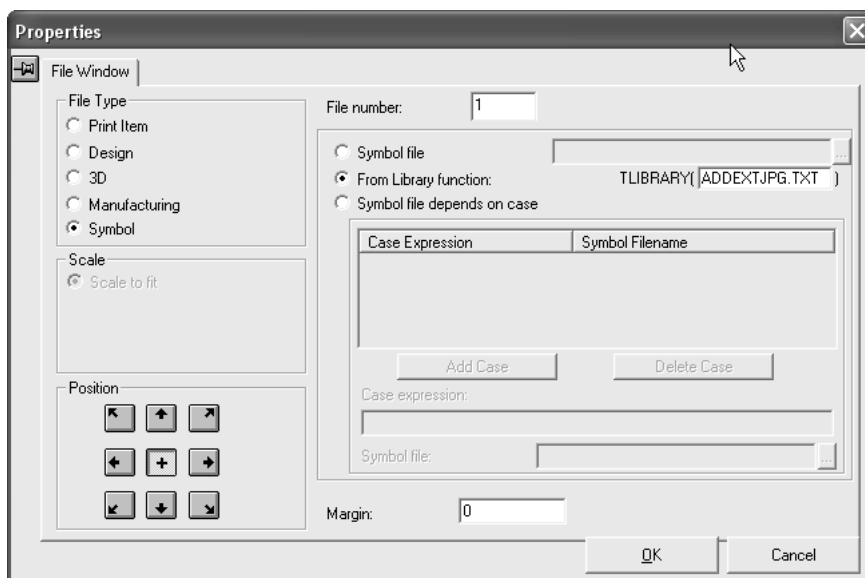 Properties
File Window
File Type
Print Item
Design
3D
Manufacturing
Symbol
Scale
Scale to fit
Position
File number: 1
Symbol file ...
From Library function: TLIBRARY( ADDEXTJPG.TXT )
Symbol file depends on case
Case Expression Symbol Filename
Add Case Delete Case
Case expression:
Symbol file: ...
Margin: 0
OK Cancel